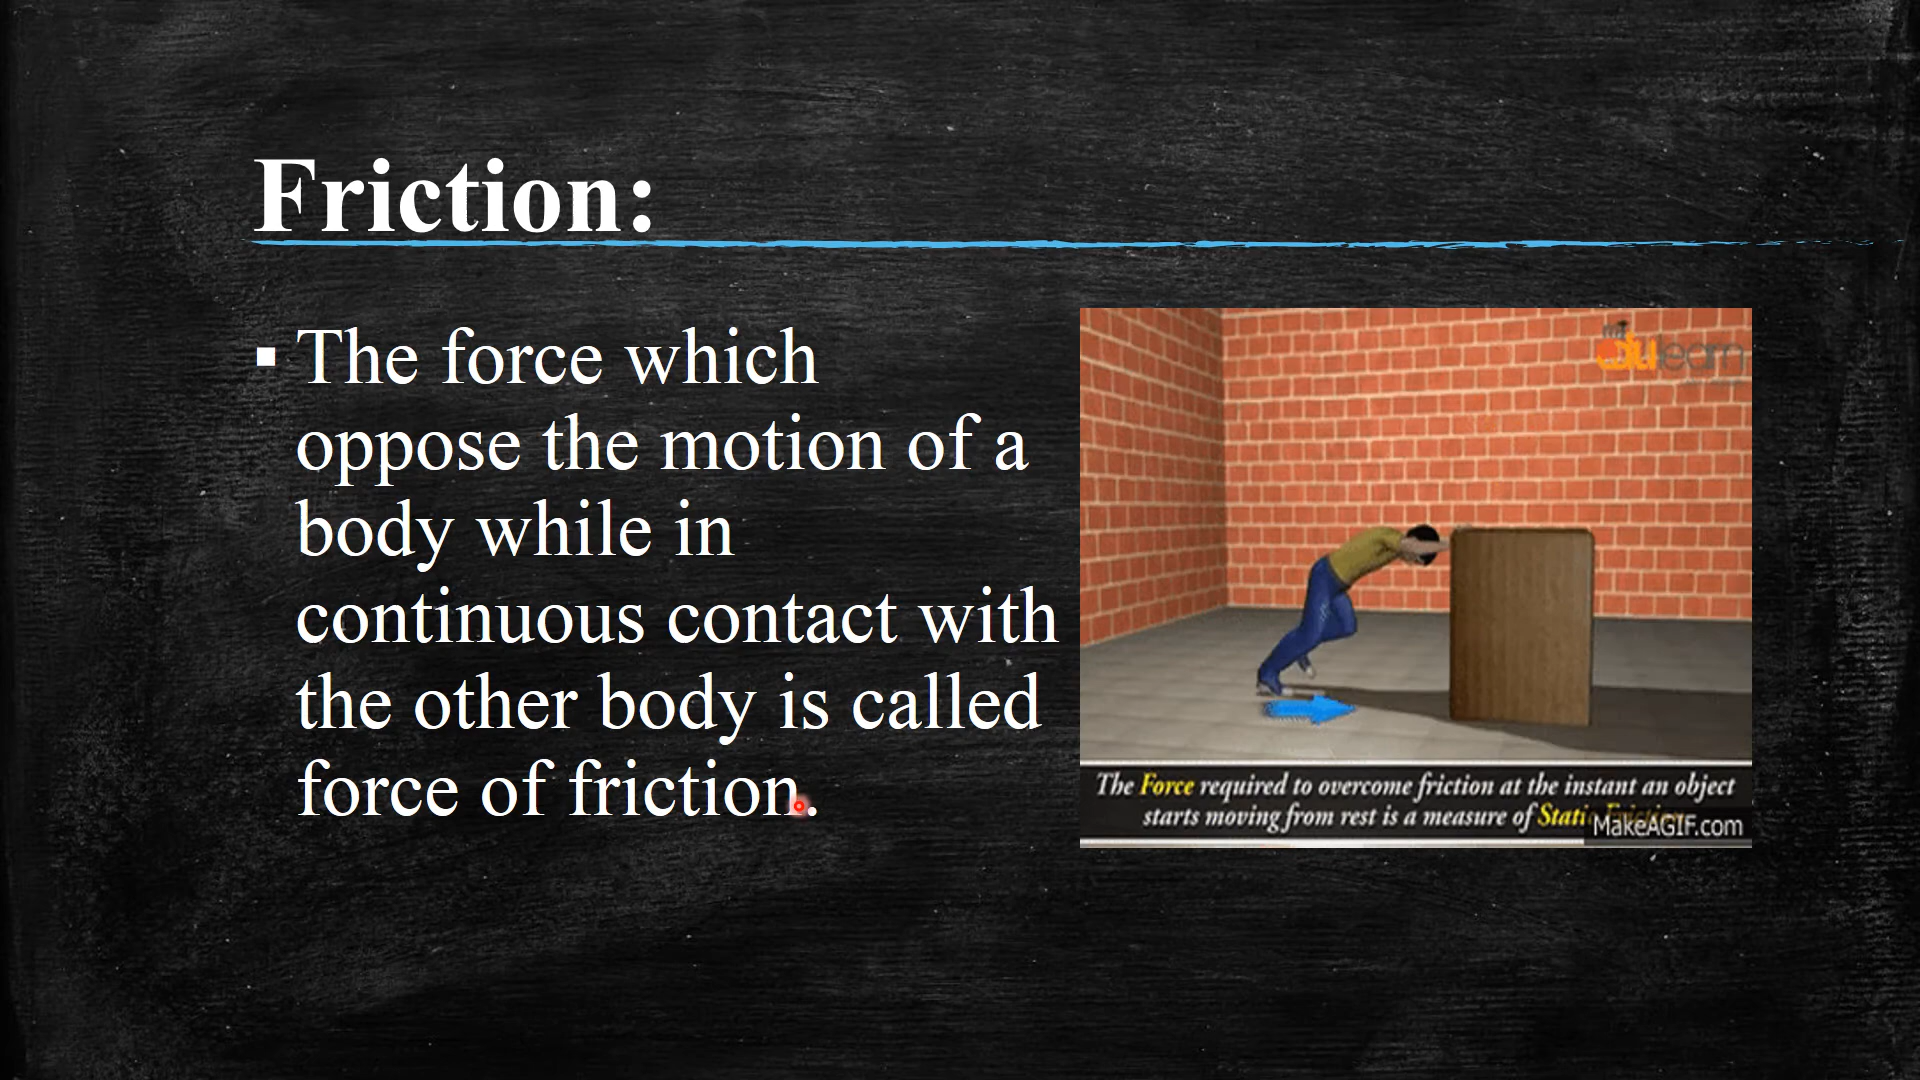 Friction:
▪ The force which
oppose the motion of a
body while in
continuous contact with
the other body is called
force of friction.
The Force required to overcome friction at the instant an object
starts moving from rest is a measure of Static Friction
MakeAGIF.com